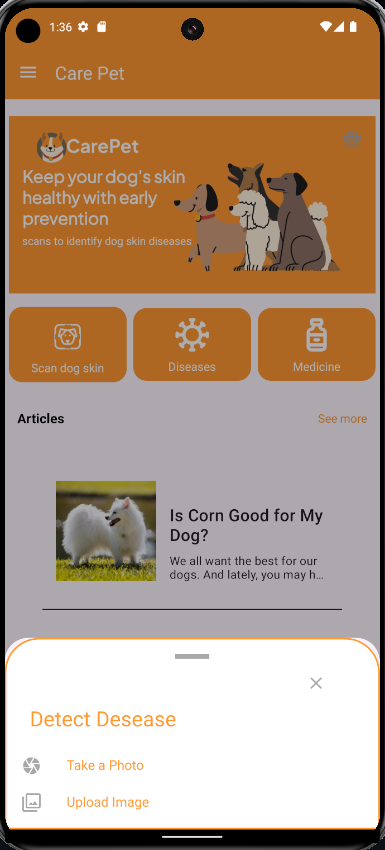 1:36
Care Pet
CarePet
Keep your dog's skin
healthy with early
prevention
scans to identify dog skin diseases
Scan dog skin
Diseases
Medicine
Articles
See more
Is Corn Good for My
Dog?
We all want the best for our
dogs. And lately, you may h...
Detect Desease
Take a Photo
Upload Image